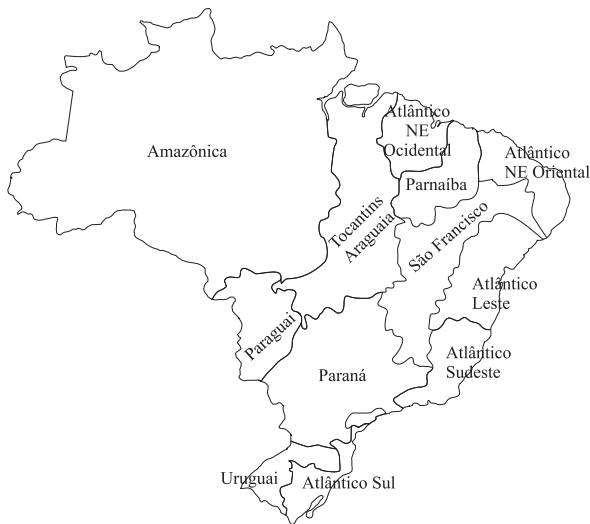 Amazônica
Atlântico
NE
Ocidental
Atlântico
NE Oriental
Parnaíba
Tocantins
Araguaia
São Francisco
Atlântico
Leste
Paraguai
Atlântico
Sudeste
Paraná
Uruguai
Atlântico Sul